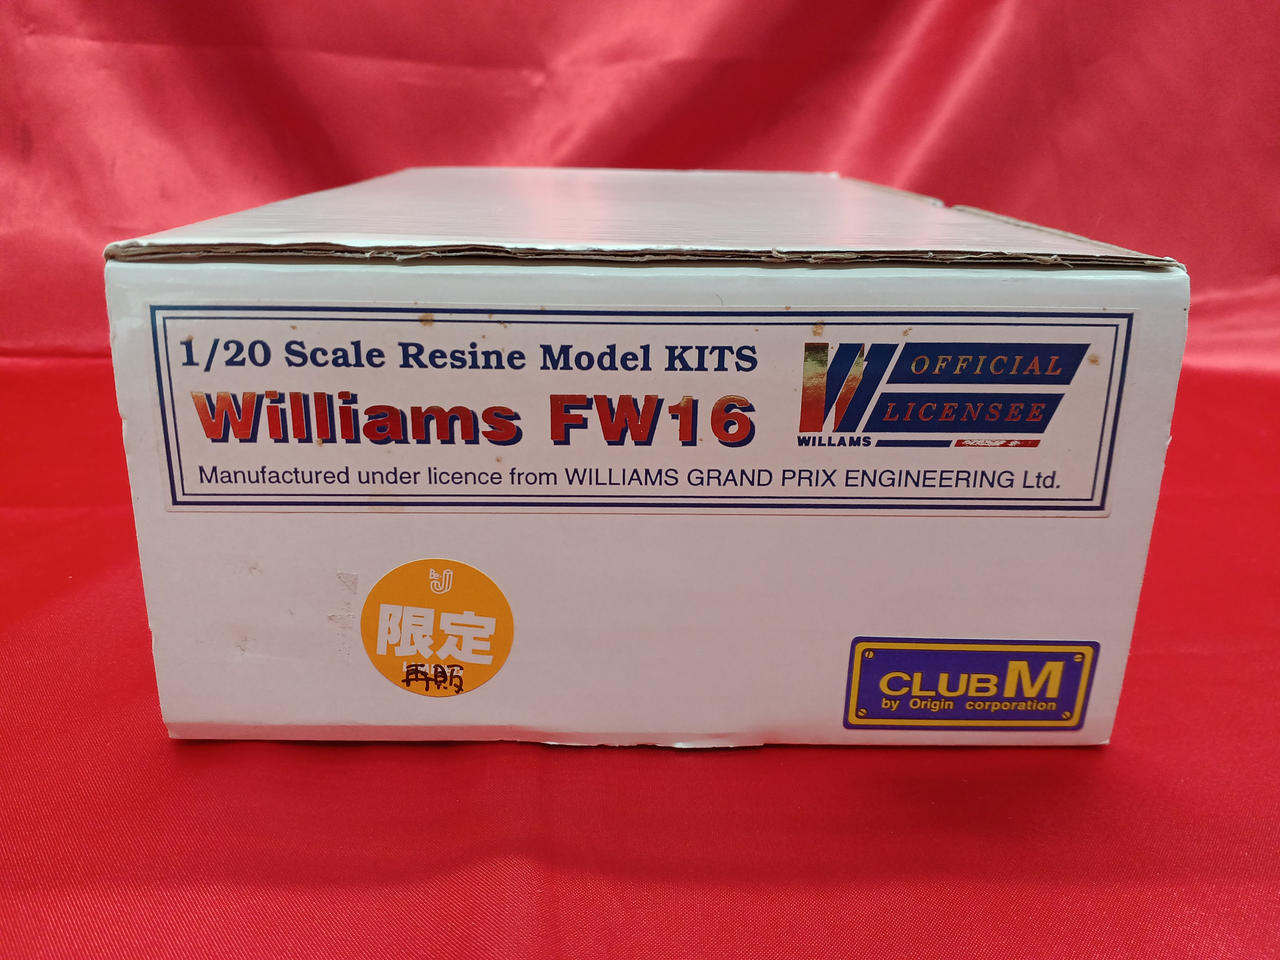 1/20 Scale Resine Model KITS
Williams FW16
Manufactured under licence from WILLIAMS GRAND PRIX ENGINEERING Ltd.
W OFFICIAL
LICENSEE
WILLAMS
Be-J
限定
再販
CLUB M
by Origin corporation